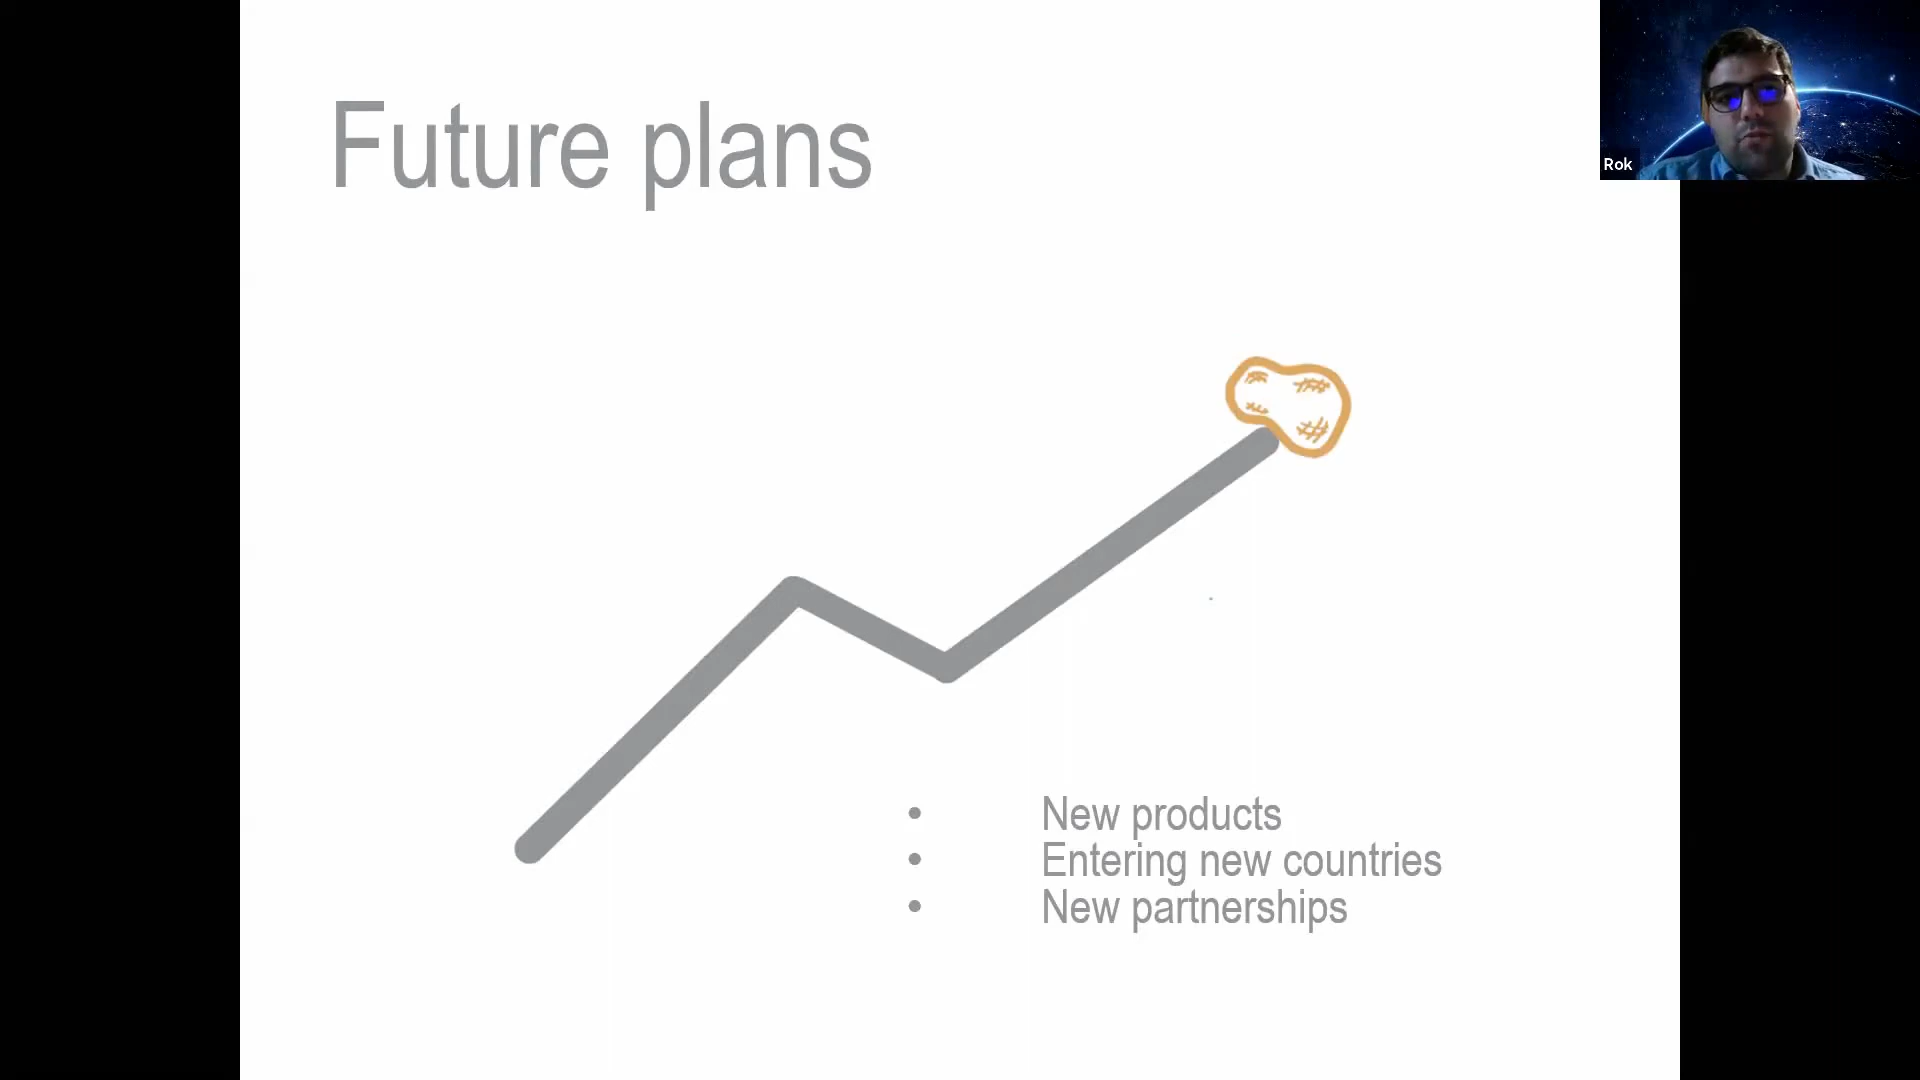 Future plans
Rok
• New products
• Entering new countries
• New partnerships